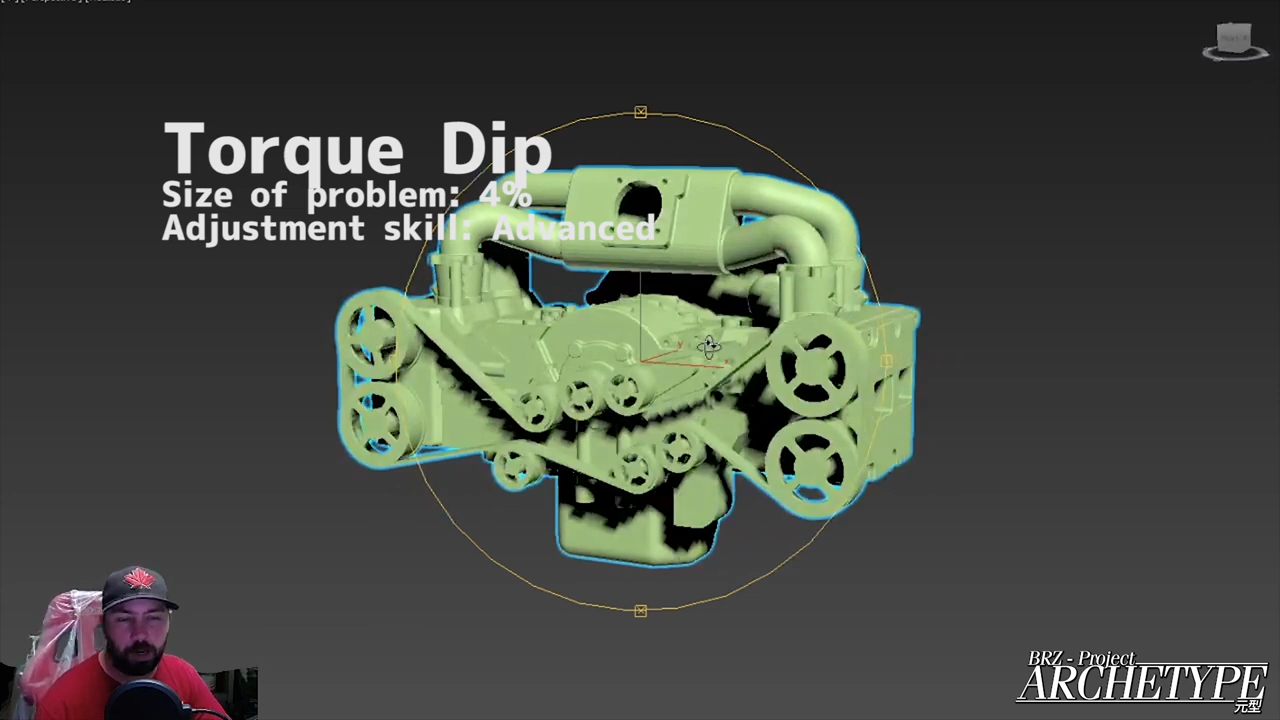 Torque Dip
Size of problem: 4%
Adjustment skill: Advanced
BRZ - Project
ARCHETYPE
元型